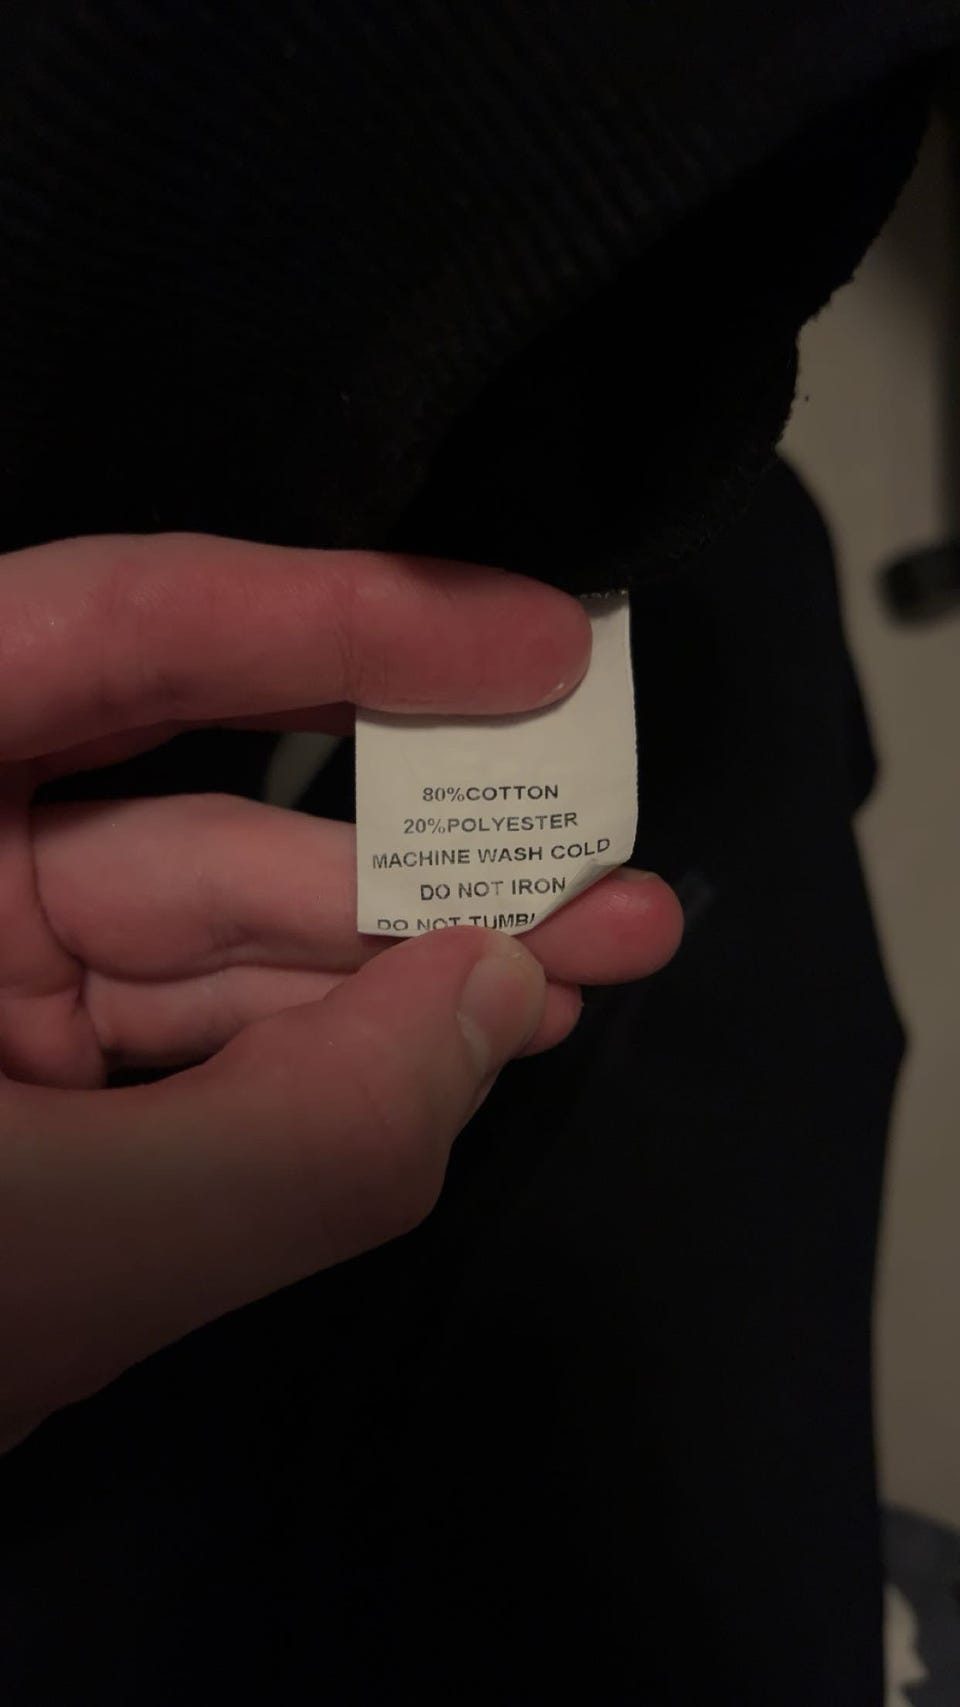 80%COTTON
20%POLYESTER
MACHINE WASH COLD
DO NOT IRON
DO NOT